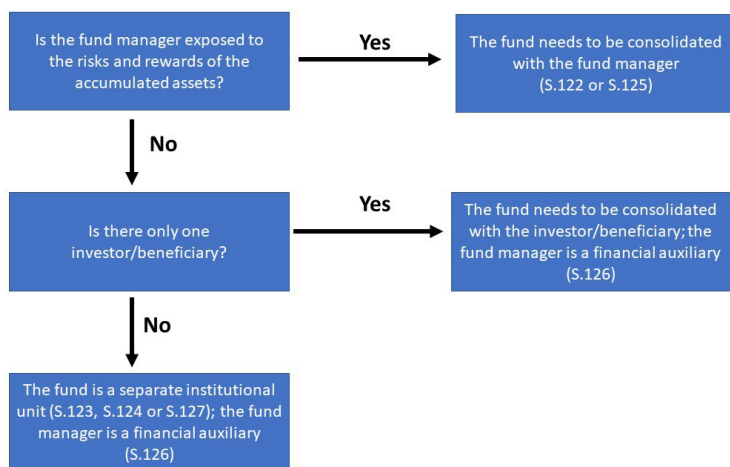 Is the fund manager exposed to
the risks and rewards of the
accumulated assets?
Yes
The fund needs to be consolidated
with the fund manager
(S.122 or S.125)
No
Is there only one
investor/beneficiary?
Yes
The fund needs to be consolidated
with the investor/beneficiary; the
fund manager is a financial auxiliary
(S.126)
No
The fund is a separate institutional
unit (S.123, S.124 or S.127); the fund
manager is a financial auxiliary
(S.126)